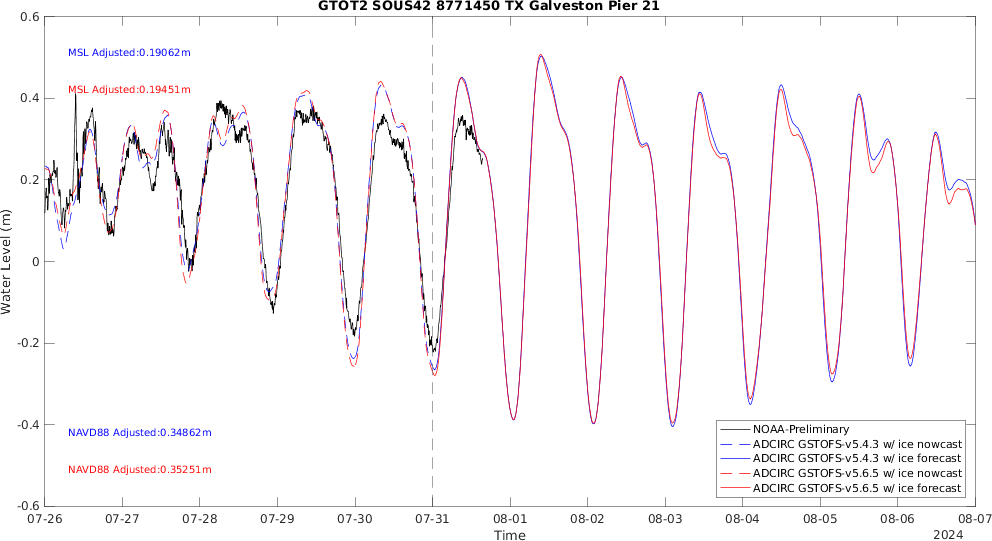 GTOT2 SOUS42 8771450 TX Galveston Pier 21
0.6
0.4
0.2
0
-0.2
-0.4
-0.6
Water Level (m)
MSL Adjusted:0.19062m
MSL Adjusted:0.19451m
NAVD88 Adjusted:0.34862m
NAVD88 Adjusted:0.35251m
NOAA-Preliminary
ADCIRC GSTOFS-v5.4.3 w/ ice nowcast
ADCIRC GSTOFS-v5.4.3 w/ ice forecast
ADCIRC GSTOFS-v5.6.5 w/ ice nowcast
ADCIRC GSTOFS-v5.6.5 w/ ice forecast
07-26 07-27 07-28 07-29 07-30 07-31 08-01 08-02 08-03 08-04 08-05 08-06 08-07
Time
2024